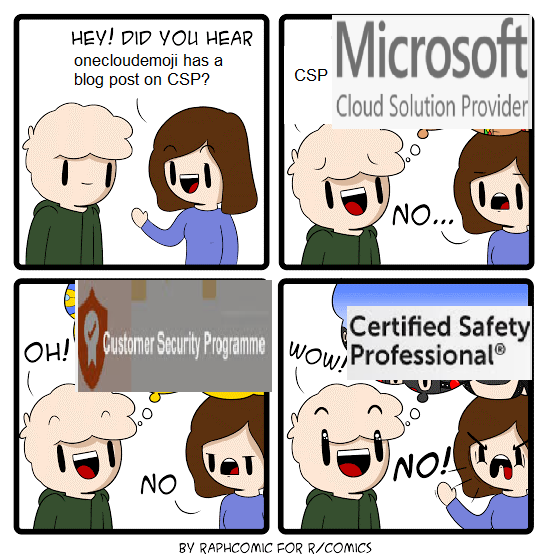 HEY! DID YOU HEAR
onecloudemoji has a
blog post on CSP?
CSP
Microsoft
Cloud Solution Provider
NO...
OH!
Customer Security Programme
NO
WOW!
Certified Safety
Professional®
NO!
BY RAPHCOMIC FOR R/COMICS